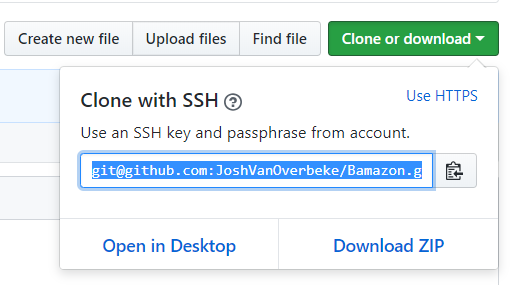 Create new file
Upload files
Find file
Clone or download
Clone with SSH
Use HTTPS
Use an SSH key and passphrase from account.
git@github.com:JoshVanOverbeke/Bamazon.g
Open in Desktop
Download ZIP